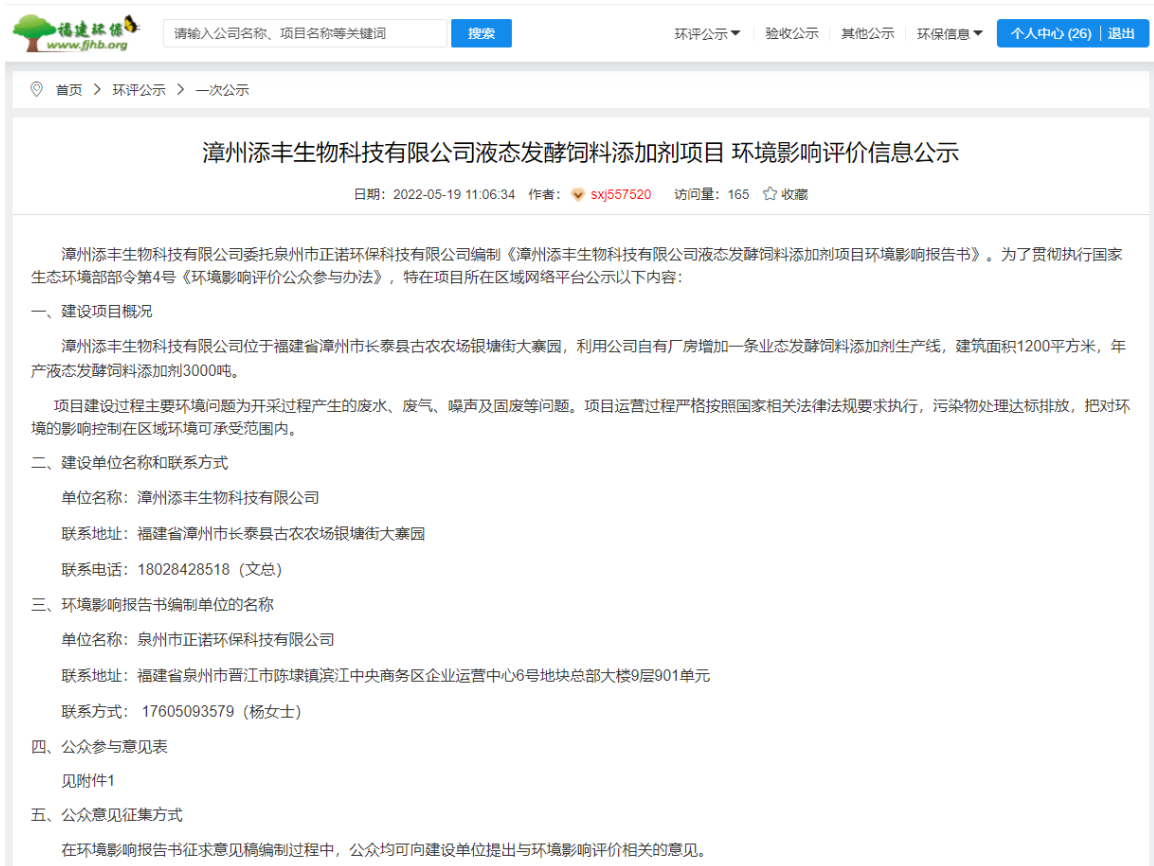 福建环保
www.fjhb.org
请输入公司名称、项目名称等关键词
搜索
环评公示
验收公示
其他公示
环保信息
个人中心 (26)
退出
首页 > 环评公示 > 一次公示
漳州添丰生物科技有限公司液态发酵饲料添加剂项目 环境影响评价信息公示
日期：2022-05-19 11:06:34 作者： sxj557520 访问量：165 收藏
漳州添丰生物科技有限公司委托泉州市正诺环保科技有限公司编制《漳州添丰生物科技有限公司液态发酵饲料添加剂项目环境影响报告书》。为了贯彻执行国家
生态环境部部令第4号《环境影响评价公众参与办法》，特在项目所在区域网络平台公示以下内容：
一、建设项目概况
漳州添丰生物科技有限公司位于福建省漳州市长泰县古农农场银塘街大寨园，利用公司自有厂房增加一条业态发酵饲料添加剂生产线，建筑面积1200平方米，年
产液态发酵饲料添加剂3000吨。
项目建设过程主要环境问题为开采过程产生的废水、废气、噪声及固废等问题。项目运营过程严格按照国家相关法律法规要求执行，污染物处理达标排放，把对环
境的影响控制在区域环境可承受范围内。
二、建设单位名称和联系方式
单位名称：漳州添丰生物科技有限公司
联系地址：福建省漳州市长泰县古农农场银塘街大寨园
联系电话：18028428518（文总）
三、环境影响报告书编制单位的名称
单位名称：泉州市正诺环保科技有限公司
联系地址：福建省泉州市晋江市陈埭镇滨江中央商务区企业运营中心6号地块总部大楼9层901单元
联系方式： 17605093579（杨女士）
四、公众参与意见表
见附件1
五、公众意见征集方式
在环境影响报告书征求意见稿编制过程中，公众均可向建设单位提出与环境影响评价相关的意见。